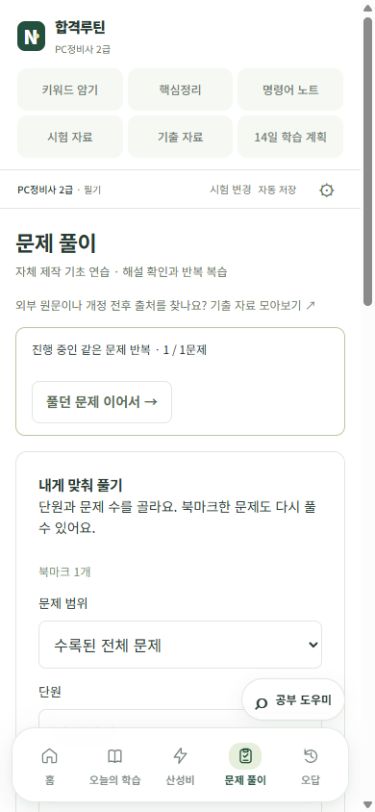 N
합격루틴
PC정비사 2급
키워드 암기
핵심정리
명령어 노트
시험 자료
기출 자료
14일 학습 계획
PC정비사 2급 · 필기
시험 변경 자동 저장
문제 풀이
자체 제작 기초 연습 · 해설 확인과 반복 복습
외부 원문이나 개정 전후 출처를 찾나요? 기출 자료 모아보기 ↗
진행 중인 같은 문제 반복 · 1 / 1문제
풀던 문제 이어서 →
내게 맞춰 풀기
단원과 문제 수를 골라요. 북마크한 문제도 다시 풀
수 있어요.
북마크 1개
문제 범위
수록된 전체 문제
단원
공부 도우미
홈
오늘의 학습
산성비
문제 풀이
오답